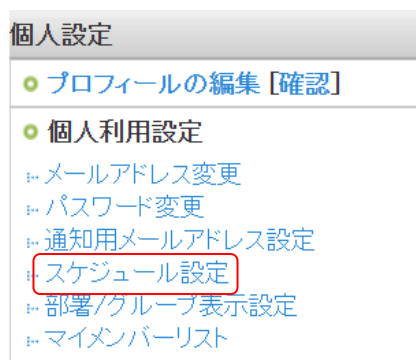 個人設定
プロフィールの編集 [確認]
個人利用設定
メールアドレス変更
パスワード変更
通知用メールアドレス設定
スケジュール設定
部署/グループ表示設定
マイメンバーリスト